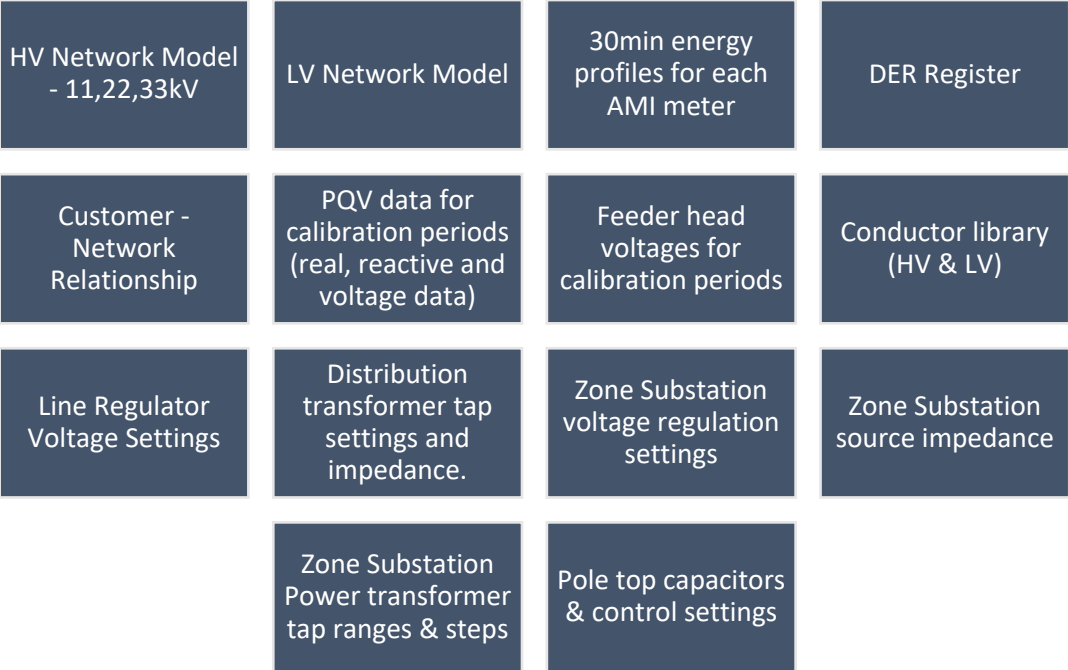 HV Network Model
- 11,22,33kV
LV Network Model
30min energy
profiles for each
AMI meter
DER Register
Customer -
Network
Relationship
PQV data for
calibration periods
(real, reactive and
voltage data)
Feeder head
voltages for
calibration periods
Conductor library
(HV & LV)
Line Regulator
Voltage Settings
Distribution
transformer tap
settings and
impedance.
Zone Substation
voltage regulation
settings
Zone Substation
source impedance
Zone Substation
Power transformer
tap ranges & steps
Pole top capacitors
& control settings